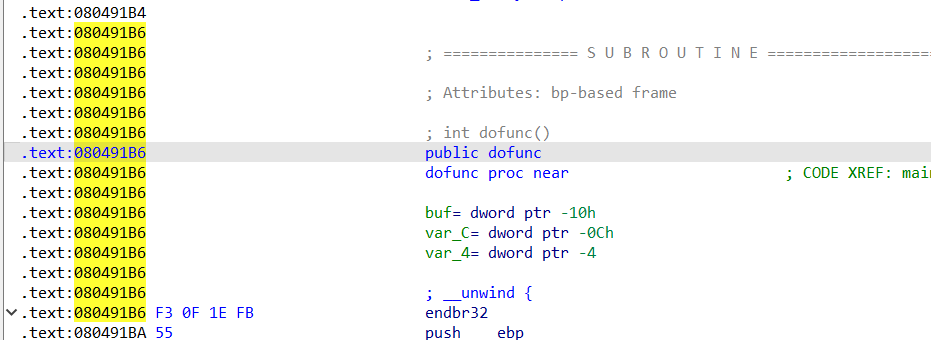 .text:080491B4
.text:080491B6
.text:080491B6 ; =============== S U B R O U T I N E ===================
.text:080491B6
.text:080491B6 ; Attributes: bp-based frame
.text:080491B6
.text:080491B6 ; int dofunc()
.text:080491B6 public dofunc
.text:080491B6 dofunc proc near ; CODE XREF: mai
.text:080491B6
.text:080491B6 buf= dword ptr -10h
.text:080491B6 var_C= dword ptr -0Ch
.text:080491B6 var_4= dword ptr -4
.text:080491B6
.text:080491B6 ; __unwind {
.text:080491B6 F3 0F 1E FB endbr32
.text:080491BA 55 push ebp